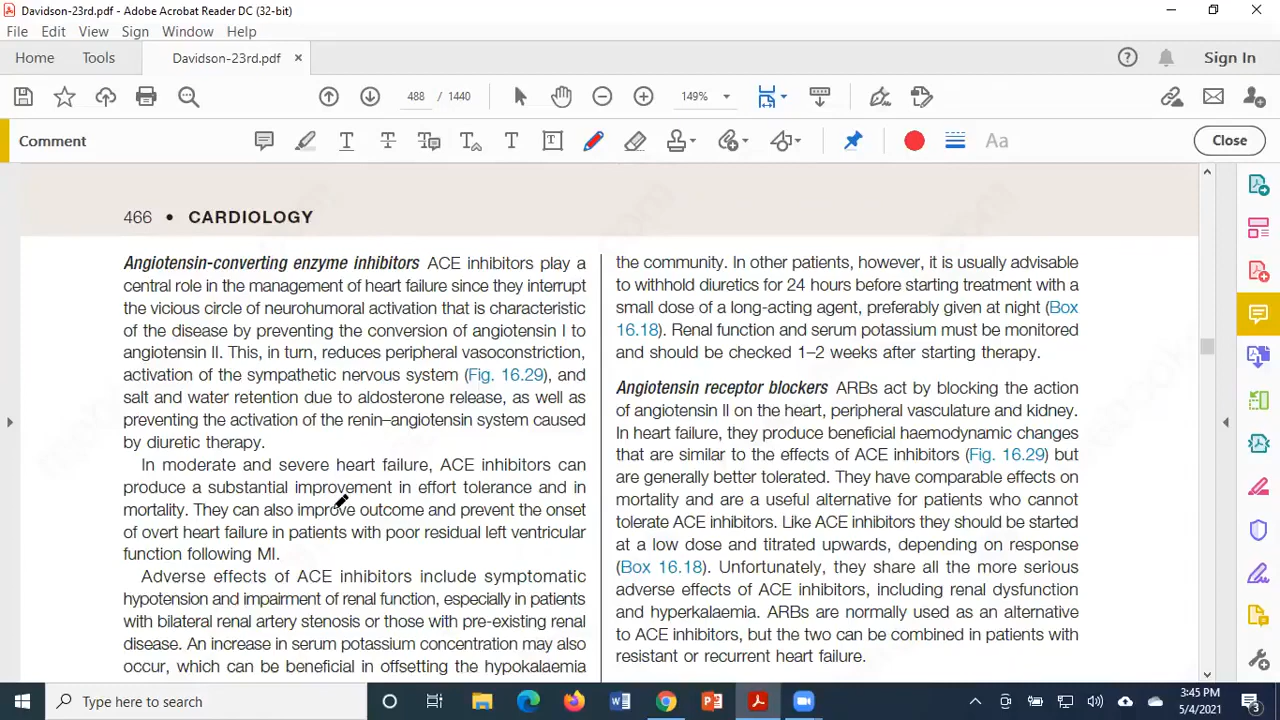 Davidson-23rd.pdf - Adobe Acrobat Reader DC (32-bit)
File Edit View Sign Window Help
Home Tools Davidson-23rd.pdf × Sign In
488 / 1440 149%
Comment Aa Close
466 • CARDIOLOGY
Angiotensin-converting enzyme inhibitors ACE inhibitors play a
central role in the management of heart failure since they interrupt
the vicious circle of neurohumoral activation that is characteristic
of the disease by preventing the conversion of angiotensin I to
angiotensin II. This, in turn, reduces peripheral vasoconstriction,
activation of the sympathetic nervous system (Fig. 16.29), and
salt and water retention due to aldosterone release, as well as
preventing the activation of the renin–angiotensin system caused
by diuretic therapy.
In moderate and severe heart failure, ACE inhibitors can
produce a substantial improvement in effort tolerance and in
mortality. They can also improve outcome and prevent the onset
of overt heart failure in patients with poor residual left ventricular
function following MI.
Adverse effects of ACE inhibitors include symptomatic
hypotension and impairment of renal function, especially in patients
with bilateral renal artery stenosis or those with pre-existing renal
disease. An increase in serum potassium concentration may also
occur, which can be beneficial in offsetting the hypokalaemia
the community. In other patients, however, it is usually advisable
to withhold diuretics for 24 hours before starting treatment with a
small dose of a long-acting agent, preferably given at night (Box
16.18). Renal function and serum potassium must be monitored
and should be checked 1–2 weeks after starting therapy.
Angiotensin receptor blockers ARBs act by blocking the action
of angiotensin II on the heart, peripheral vasculature and kidney.
In heart failure, they produce beneficial haemodynamic changes
that are similar to the effects of ACE inhibitors (Fig. 16.29) but
are generally better tolerated. They have comparable effects on
mortality and are a useful alternative for patients who cannot
tolerate ACE inhibitors. Like ACE inhibitors they should be started
at a low dose and titrated upwards, depending on response
(Box 16.18). Unfortunately, they share all the more serious
adverse effects of ACE inhibitors, including renal dysfunction
and hyperkalaemia. ARBs are normally used as an alternative
to ACE inhibitors, but the two can be combined in patients with
resistant or recurrent heart failure.
Type here to search
3:45 PM
5/4/2021
3